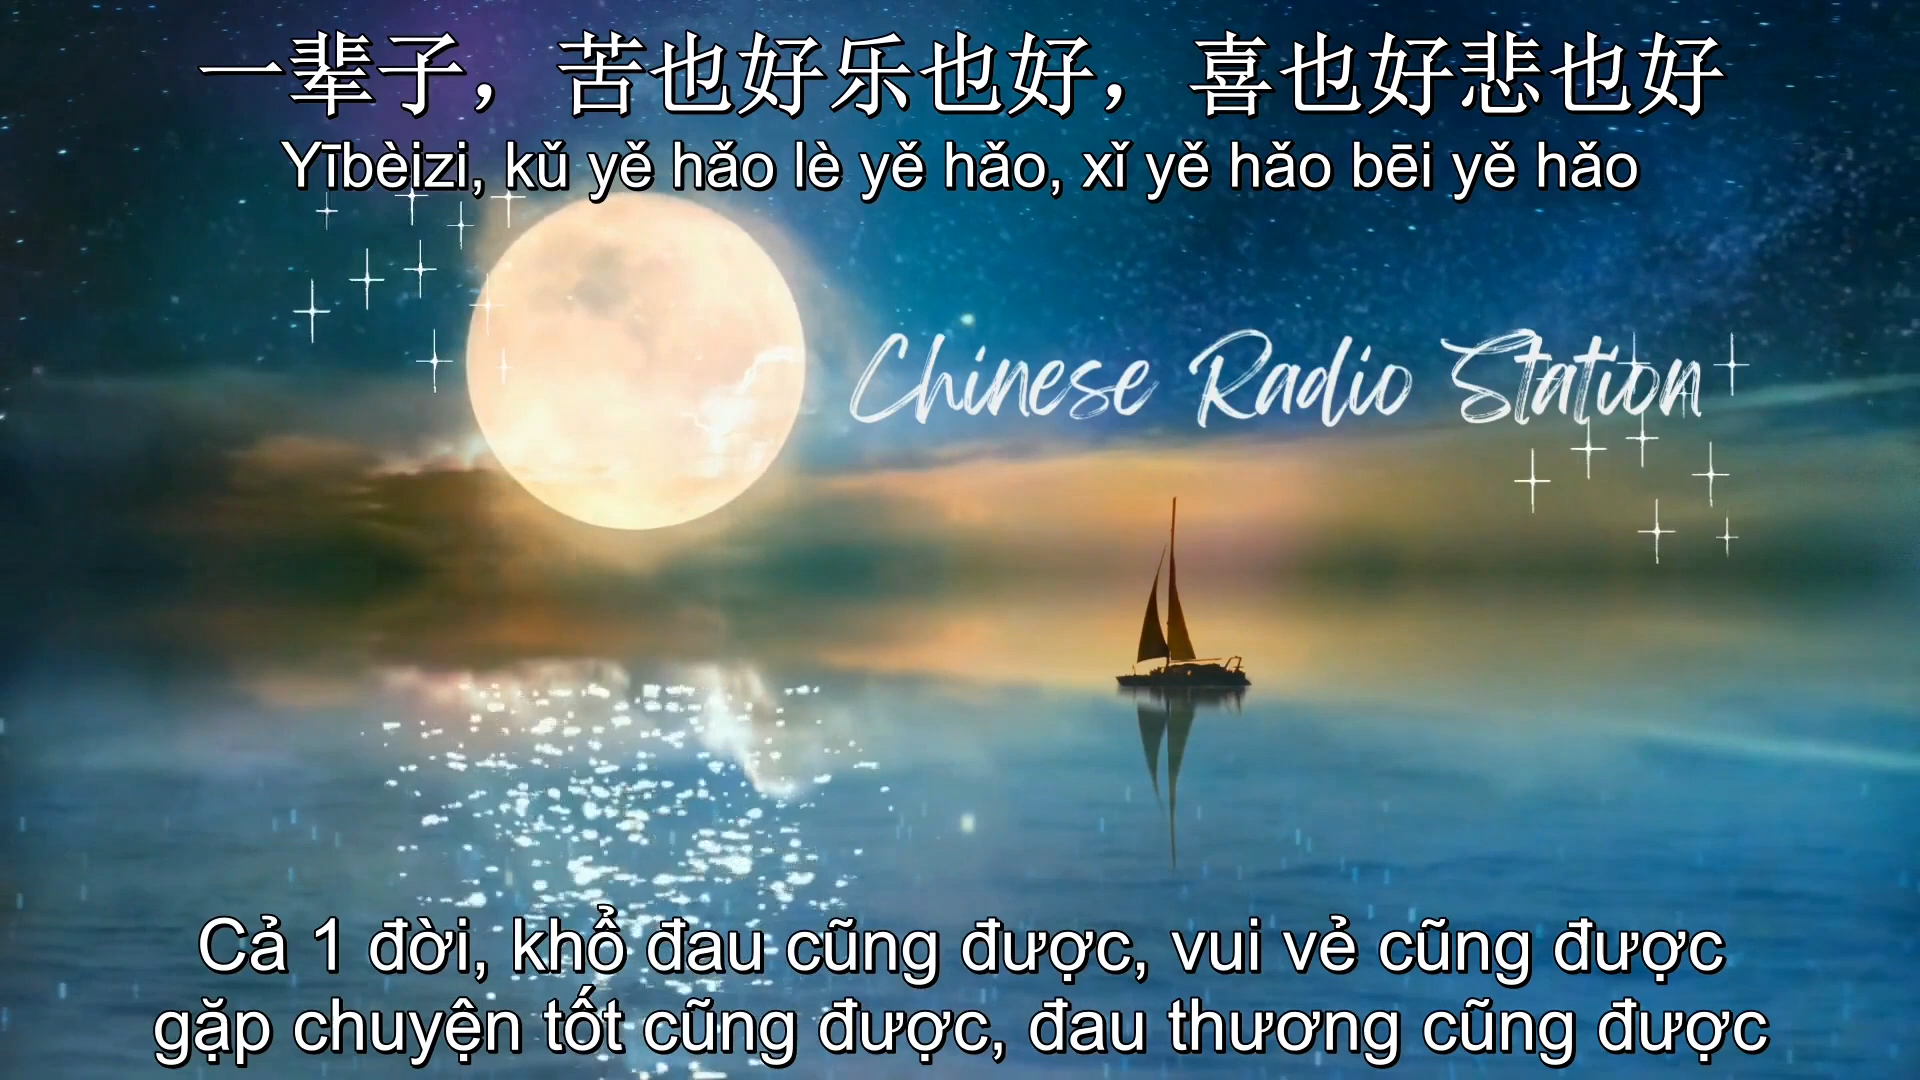 一辈子，苦也好乐也好，喜也好悲也好
Yībèizi, kǔ yě hǎo lè yě hǎo, xǐ yě hǎo bēi yě hǎo
Chinese Radio Station
Cả 1 đời, khổ đau cũng được, vui vẻ cũng được
gặp chuyện tốt cũng được, đau thương cũng được